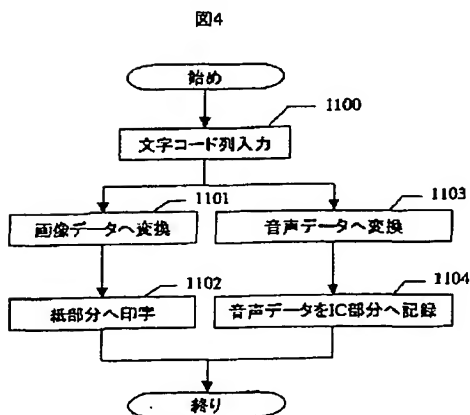 図4
始め
1100
文字コード列入力
1101
画像データへ変換
1103
音声データへ変換
1102
紙部分へ印字
1104
音声データをIC部分へ記録
終り